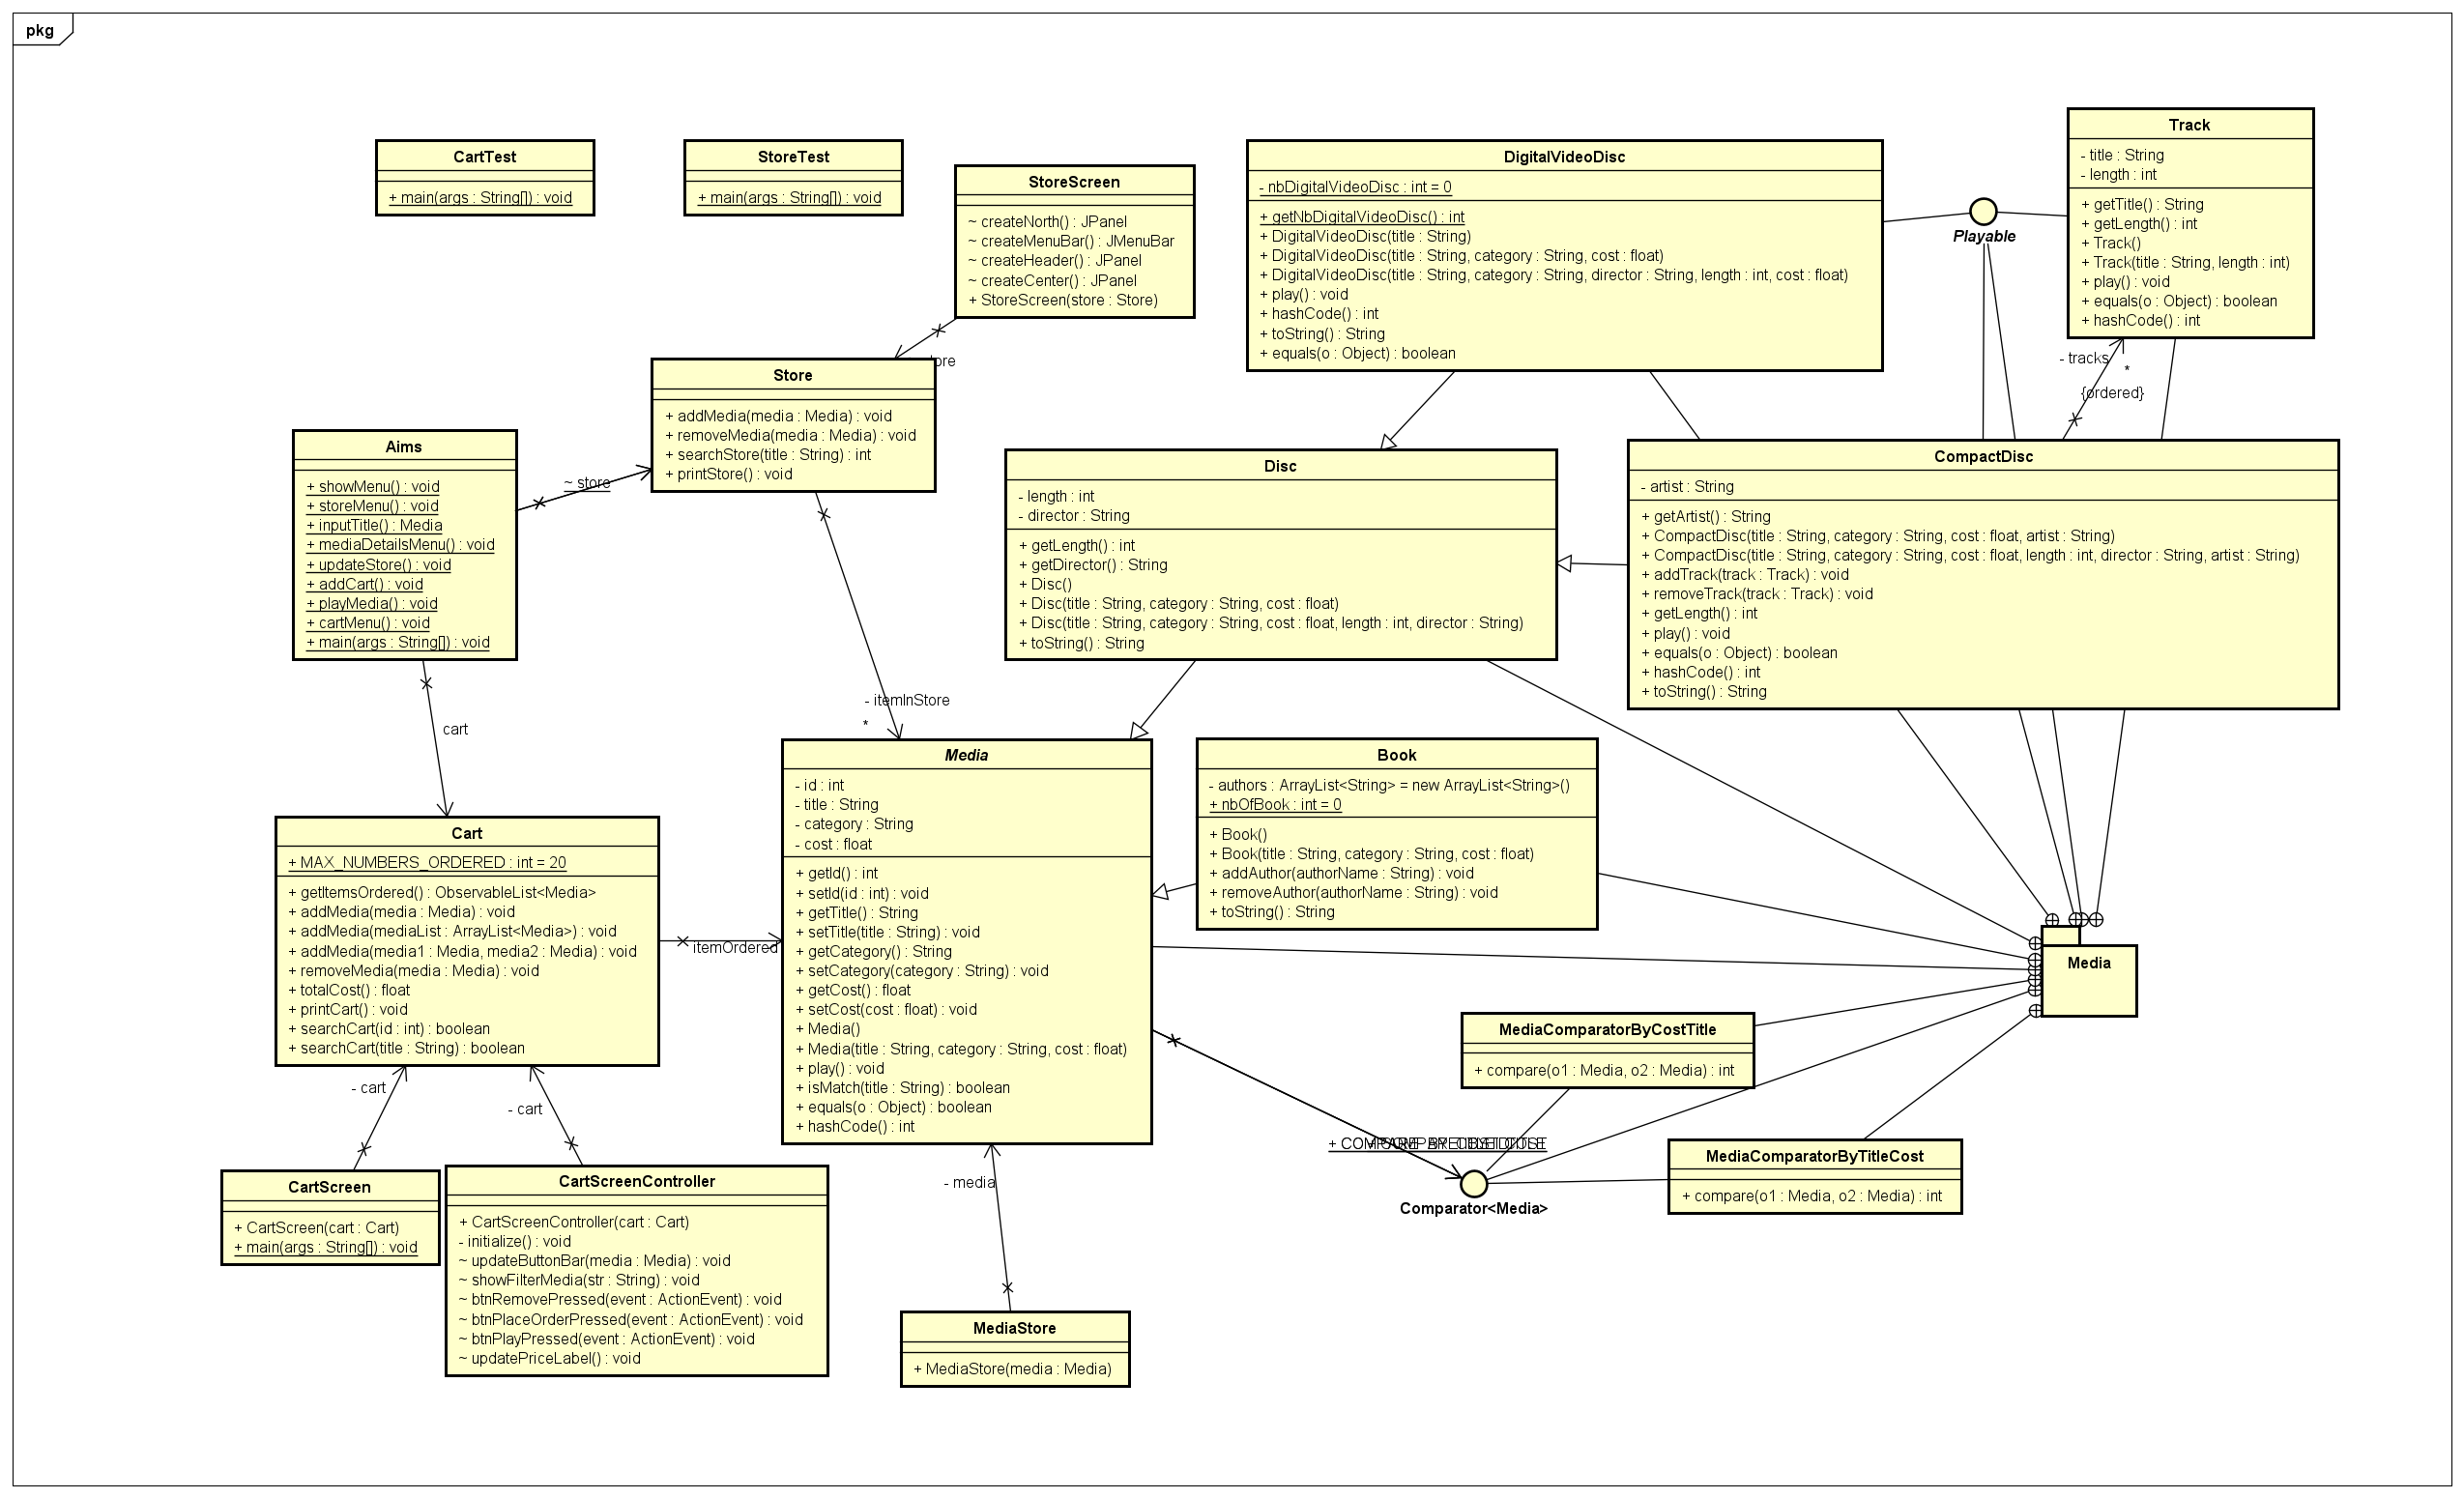 pkg
CartTest
+ main(args : String[]) : void
StoreTest
+ main(args : String[]) : void
StoreScreen
~ createNorth() : JPanel
~ createMenuBar() : JMenuBar
~ createHeader() : JPanel
~ createCenter() : JPanel
+ StoreScreen(store : Store)
DigitalVideoDisc
- nbDigitalVideoDisc : int = 0
+ getNbDigitalVideoDisc() : int
+ DigitalVideoDisc(title : String)
+ DigitalVideoDisc(title : String, category : String, cost : float)
+ DigitalVideoDisc(title : String, category : String, director : String, length : int, cost : float)
+ play() : void
+ hashCode() : int
+ toString() : String
+ equals(o : Object) : boolean
Playable
Track
- title : String
- length : int
+ getTitle() : String
+ getLength() : int
+ Track()
+ Track(title : String, length : int)
+ play() : void
+ equals(o : Object) : boolean
+ hashCode() : int
- tracks
*
{ordered}
Store
+ addMedia(media : Media) : void
+ removeMedia(media : Media) : void
+ searchStore(title : String) : int
+ printStore() : void
Aims
+ showMenu() : void
+ storeMenu() : void
+ inputTitle() : Media
+ mediaDetailsMenu() : void
+ updateStore() : void
+ addCart() : void
+ playMedia() : void
+ cartMenu() : void
+ main(args : String[]) : void
~ store
Disc
- length : int
- director : String
+ getLength() : int
+ getDirector() : String
+ Disc()
+ Disc(title : String, category : String, cost : float)
+ Disc(title : String, category : String, cost : float, length : int, director : String)
+ toString() : String
CompactDisc
- artist : String
+ getArtist() : String
+ CompactDisc(title : String, category : String, cost : float, artist : String)
+ CompactDisc(title : String, category : String, cost : float, length : int, director : String, artist : String)
+ addTrack(track : Track) : void
+ removeTrack(track : Track) : void
+ getLength() : int
+ play() : void
+ equals(o : Object) : boolean
+ hashCode() : int
+ toString() : String
- itemInStore
*
cart
Cart
+ MAX_NUMBERS_ORDERED : int = 20
+ getItemsOrdered() : ObservableList<Media>
+ addMedia(media : Media) : void
+ addMedia(mediaList : ArrayList<Media>) : void
+ addMedia(media1 : Media, media2 : Media) : void
+ removeMedia(media : Media) : void
+ totalCost() : float
+ printCart() : void
+ searchCart(id : int) : boolean
+ searchCart(title : String) : boolean
itemOrdered
Media
- id : int
- title : String
- category : String
- cost : float
+ getId() : int
+ setId(id : int) : void
+ getTitle() : String
+ setTitle(title : String) : void
+ getCategory() : String
+ setCategory(category : String) : void
+ getCost() : float
+ setCost(cost : float) : void
+ Media()
+ Media(title : String, category : String, cost : float)
+ play() : void
+ isMatch(title : String) : boolean
+ equals(o : Object) : boolean
+ hashCode() : int
Book
- authors : ArrayList<String> = new ArrayList<String>()
+ nbOfBook : int = 0
+ Book()
+ Book(title : String, category : String, cost : float)
+ addAuthor(authorName : String) : void
+ removeAuthor(authorName : String) : void
+ toString() : String
Media
MediaComparatorByCostTitle
+ compare(o1 : Media, o2 : Media) : int
MediaComparatorByTitleCost
+ compare(o1 : Media, o2 : Media) : int
Comparator<Media>
- cart
- cart
CartScreen
+ CartScreen(cart : Cart)
+ main(args : String[]) : void
CartScreenController
+ CartScreenController(cart : Cart)
- initialize() : void
~ updateButtonBar(media : Media) : void
~ showFilterMedia(str : String) : void
~ btnRemovePressed(event : ActionEvent) : void
~ btnPlaceOrderPressed(event : ActionEvent) : void
~ btnPlayPressed(event : ActionEvent) : void
~ updatePriceLabel() : void
- media
MediaStore
+ MediaStore(media : Media)